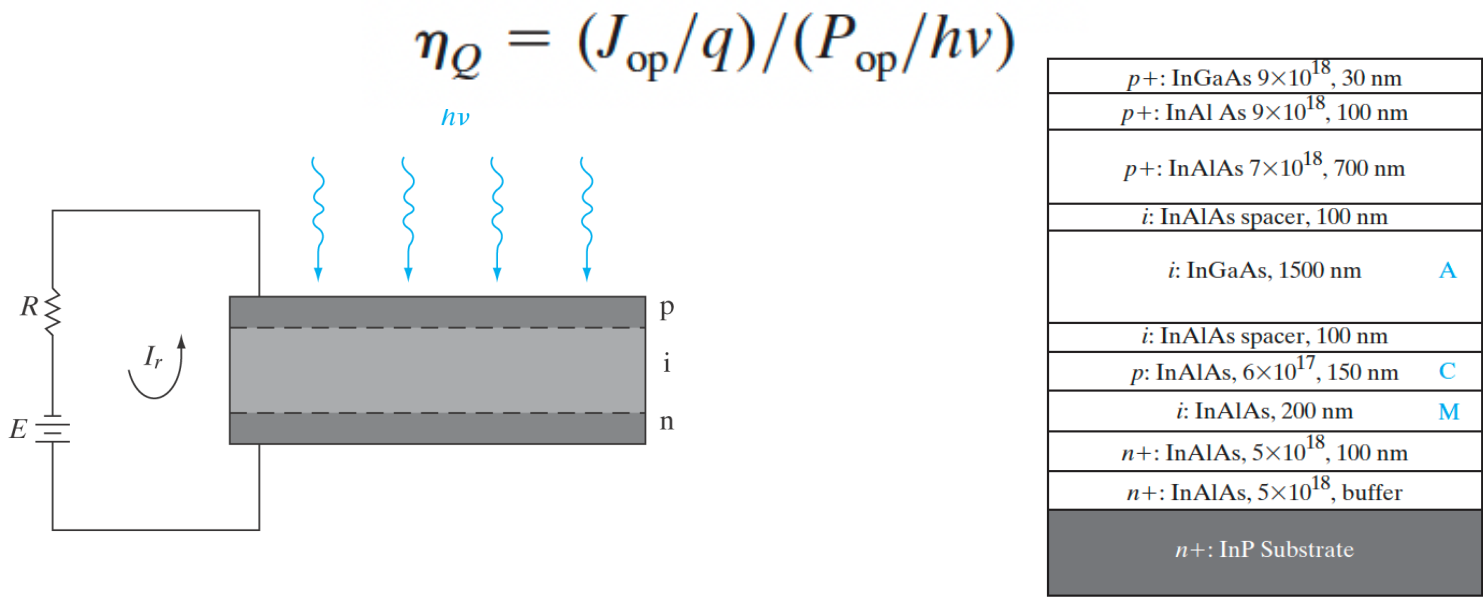 η_Q = (J_op/q)/(P_op/hν)
hν
R
I_r
E
p
i
n
p+: InGaAs 9×10^18, 30 nm
p+: InAl As 9×10^18, 100 nm
p+: InAlAs 7×10^18, 700 nm
i: InAlAs spacer, 100 nm
i: InGaAs, 1500 nm A
i: InAlAs spacer, 100 nm
p: InAlAs, 6×10^17, 150 nm C
i: InAlAs, 200 nm M
n+: InAlAs, 5×10^18, 100 nm
n+: InAlAs, 5×10^18, buffer
n+: InP Substrate